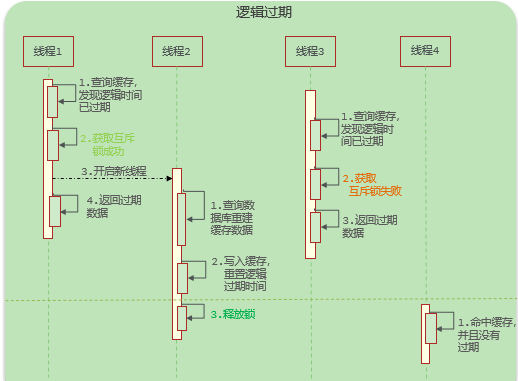 逻辑过期
线程1
线程2
线程3
线程4
1.查询缓存,
发现逻辑时间
已过期
2.获取互斥
锁成功
3.开启新线程
4.返回过期
数据
1.查询数
据库重建
缓存数据
2.写入缓存,
重置逻辑
过期时间
3.释放锁
1.查询缓存,
发现逻辑时
间已过期
2.获取
互斥锁失败
3.返回过期
数据
1.命中缓存,
并且没有
过期